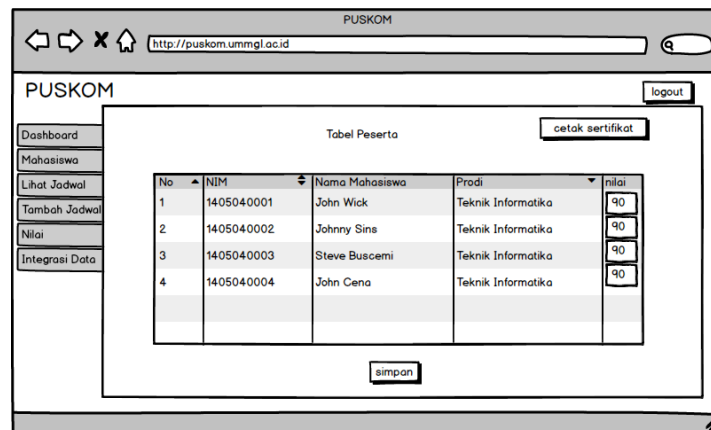 PUSKOM
http://puskom.ummgl.ac.id
PUSKOM
logout
Dashboard
Mahasiswa
Lihat Jadwal
Tambah Jadwal
Nilai
Integrasi Data
Tabel Peserta
cetak sertifikat
No NIM Nama Mahasiswa Prodi nilai
1 1405040001 John Wick Teknik Informatika 90
2 1405040002 Johnny Sins Teknik Informatika 90
3 1405040003 Steve Buscemi Teknik Informatika 90
4 1405040004 John Cena Teknik Informatika 90
simpan